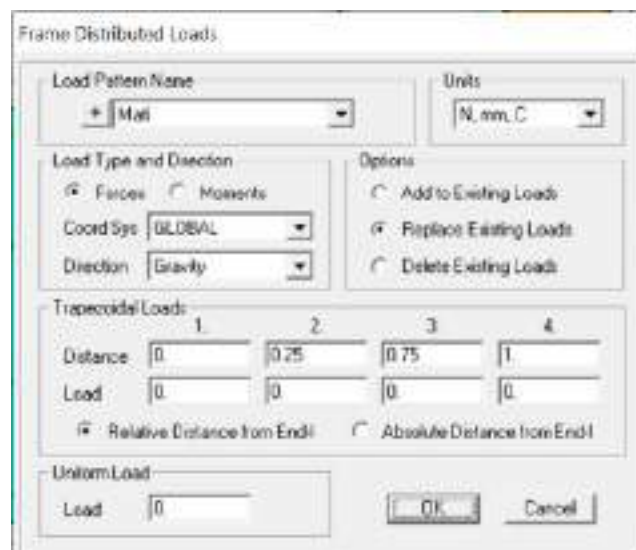 Frame Distributed Loads
Load Pattern Name
+ Mati
Units
N, mm, C
Load Type and Direction
Forces Moments
Coord Sys GLOBAL
Direction Gravity
Options
Add to Existing Loads
Replace Existing Loads
Delete Existing Loads
Trapezoidal Loads
1. 2. 3. 4.
Distance 0. 0.25 0.75 1.
Load 0. 0. 0. 0.
Relative Distance from End-I Absolute Distance from End-I
Uniform Load
Load 0.
OK Cancel